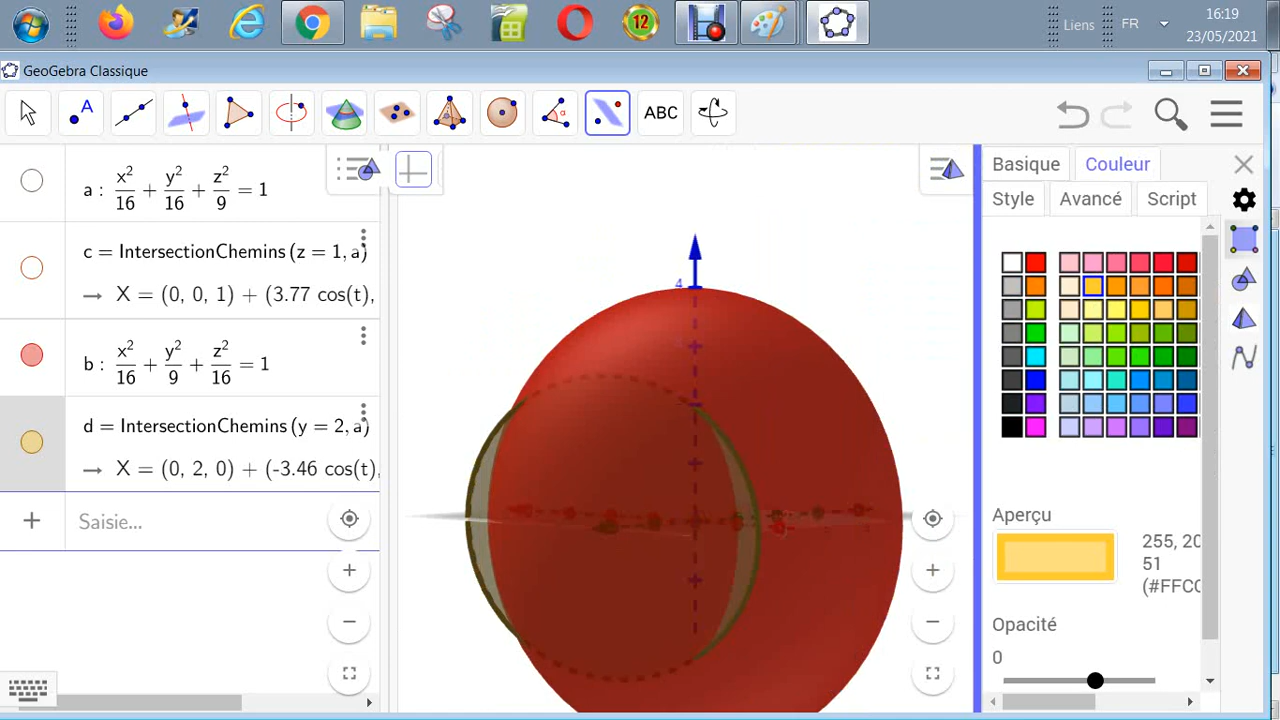 12
Liens
FR
16:19
23/05/2021
GeoGebra Classique
A
ABC
a : x²/16 + y²/16 + z²/9 = 1
c = IntersectionChemins (z = 1, a)
→ X = (0, 0, 1) + (3.77 cos(t),
b : x²/16 + y²/9 + z²/16 = 1
d = IntersectionChemins (y = 2, a)
→ X = (0, 2, 0) + (-3.46 cos(t),
Saisie...
4
Basique
Couleur
Style
Avancé
Script
Aperçu
255, 20
51
(#FFCC
Opacité
0